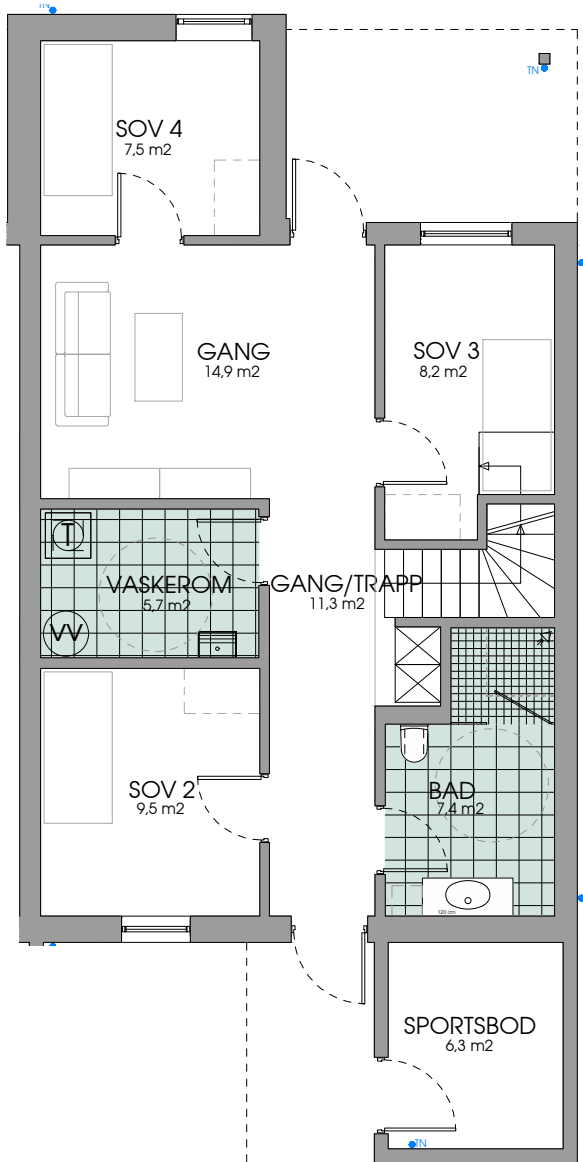 TN
SOV 4
7,5 m2
TN
GANG
14,9 m2
SOV 3
8,2 m2
T
VASKEROM
5,7 m2
GANG/TRAPP
11,3 m2
VV
SOV 2
9,5 m2
BAD
7,4 m2
120 cm
SPORTSBOD
6,3 m2
TN